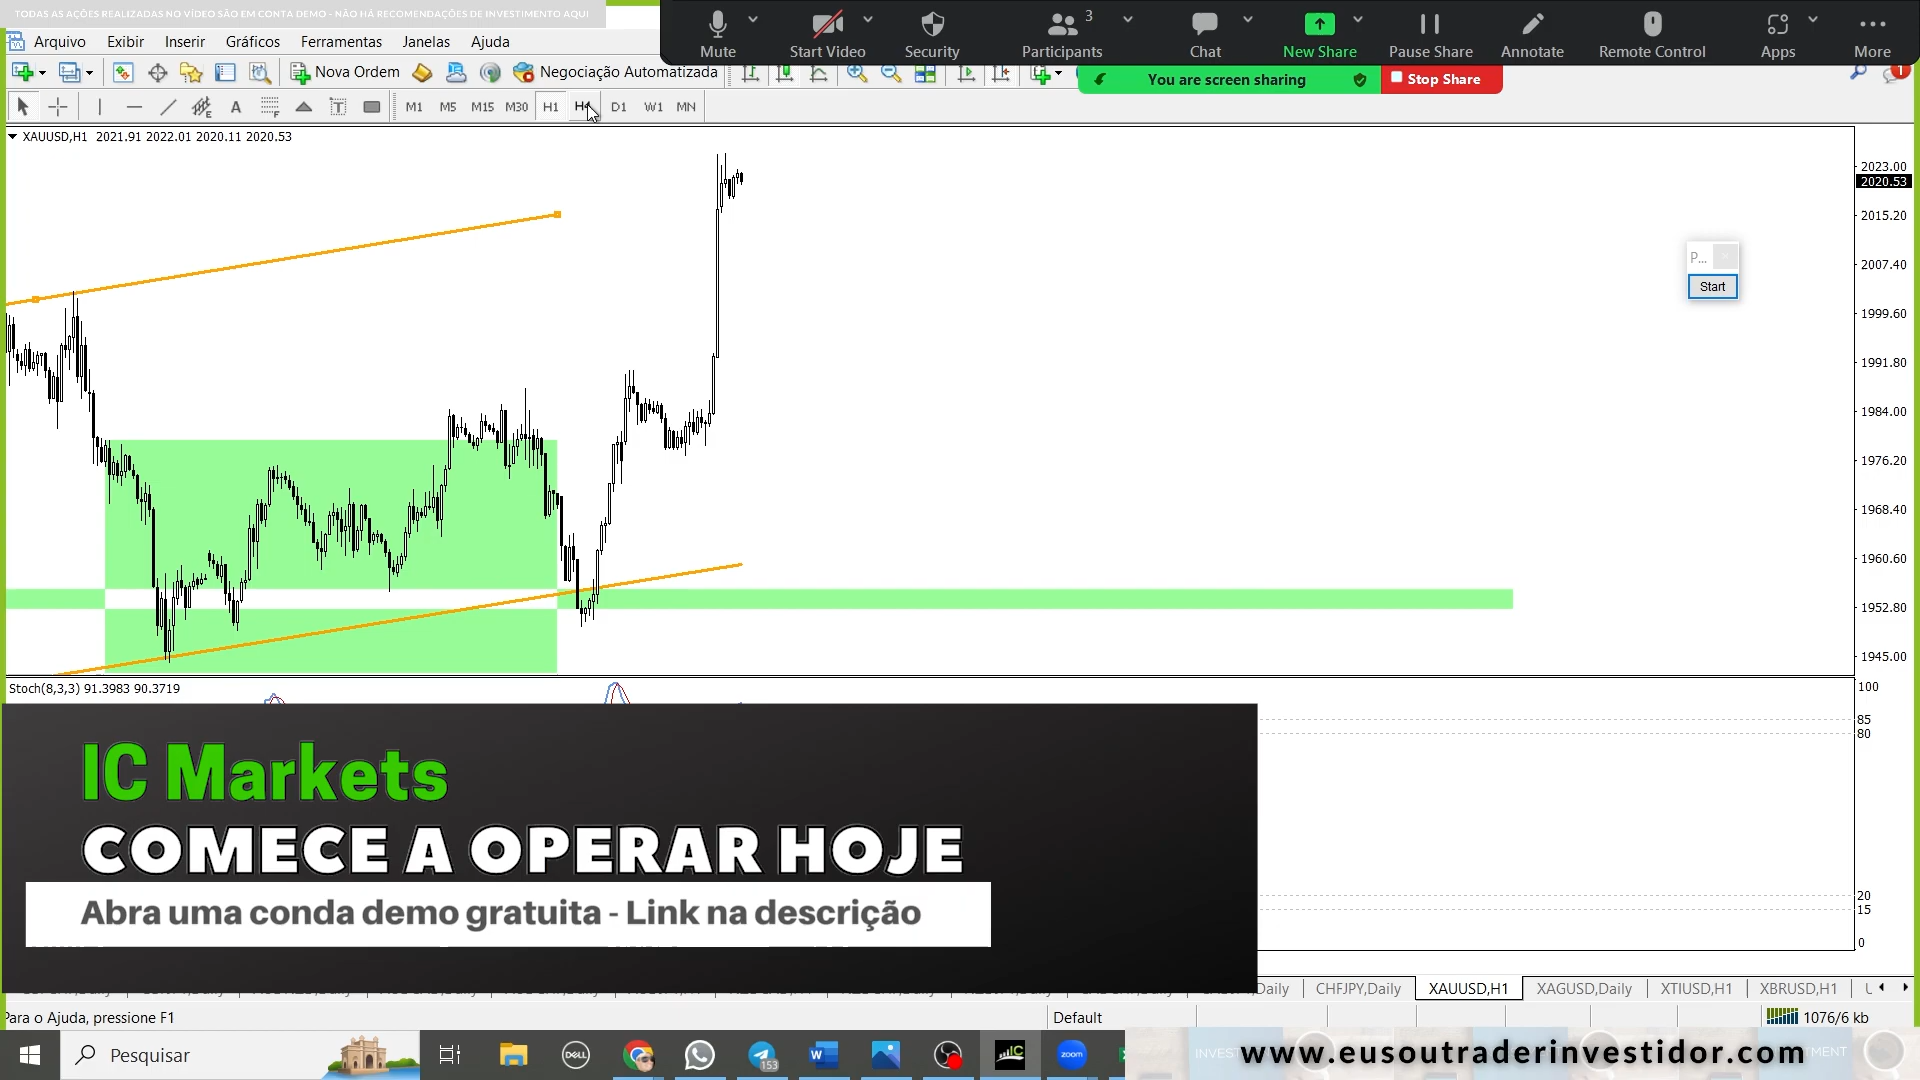 TODAS AS AÇÕES REALIZADAS NO VÍDEO SÃO EM CONTA DEMO - NÃO HÁ RECOMENDAÇÕES DE INVESTIMENTO AQUI
Mute
Start Video
Security
Participants
3
Chat
New Share
Pause Share
Annotate
Remote Control
Apps
More
You are screen sharing
Stop Share
Arquivo Exibir Inserir Gráficos Ferramentas Janelas Ajuda
Nova Ordem
Negociação Automatizada
1
A E F T M1 M5 M15 M30 H1 H4 D1 W1 MN
XAUUSD,H1 2021.91 2022.01 2020.11 2020.53
2023.00
2020.53
2015.20
2007.40
1999.60
1991.80
1984.00
1976.20
1968.40
1960.60
1952.80
1945.00
P...
Start
Stoch(8,3,3) 91.3983 90.3719
100
85
80
20
15
0
IC Markets
COMECE A OPERAR HOJE
Abra uma conda demo gratuita - Link na descrição
CHFJPY,Daily
XAUUSD,H1
XAGUSD,Daily
XTIUSD,H1
XBRUSD,H1
Para o Ajuda, pressione F1
Default
1076/6 kb
Pesquisar
DELL
153
W
IC
zoom
www.eusoutraderinvestidor.com